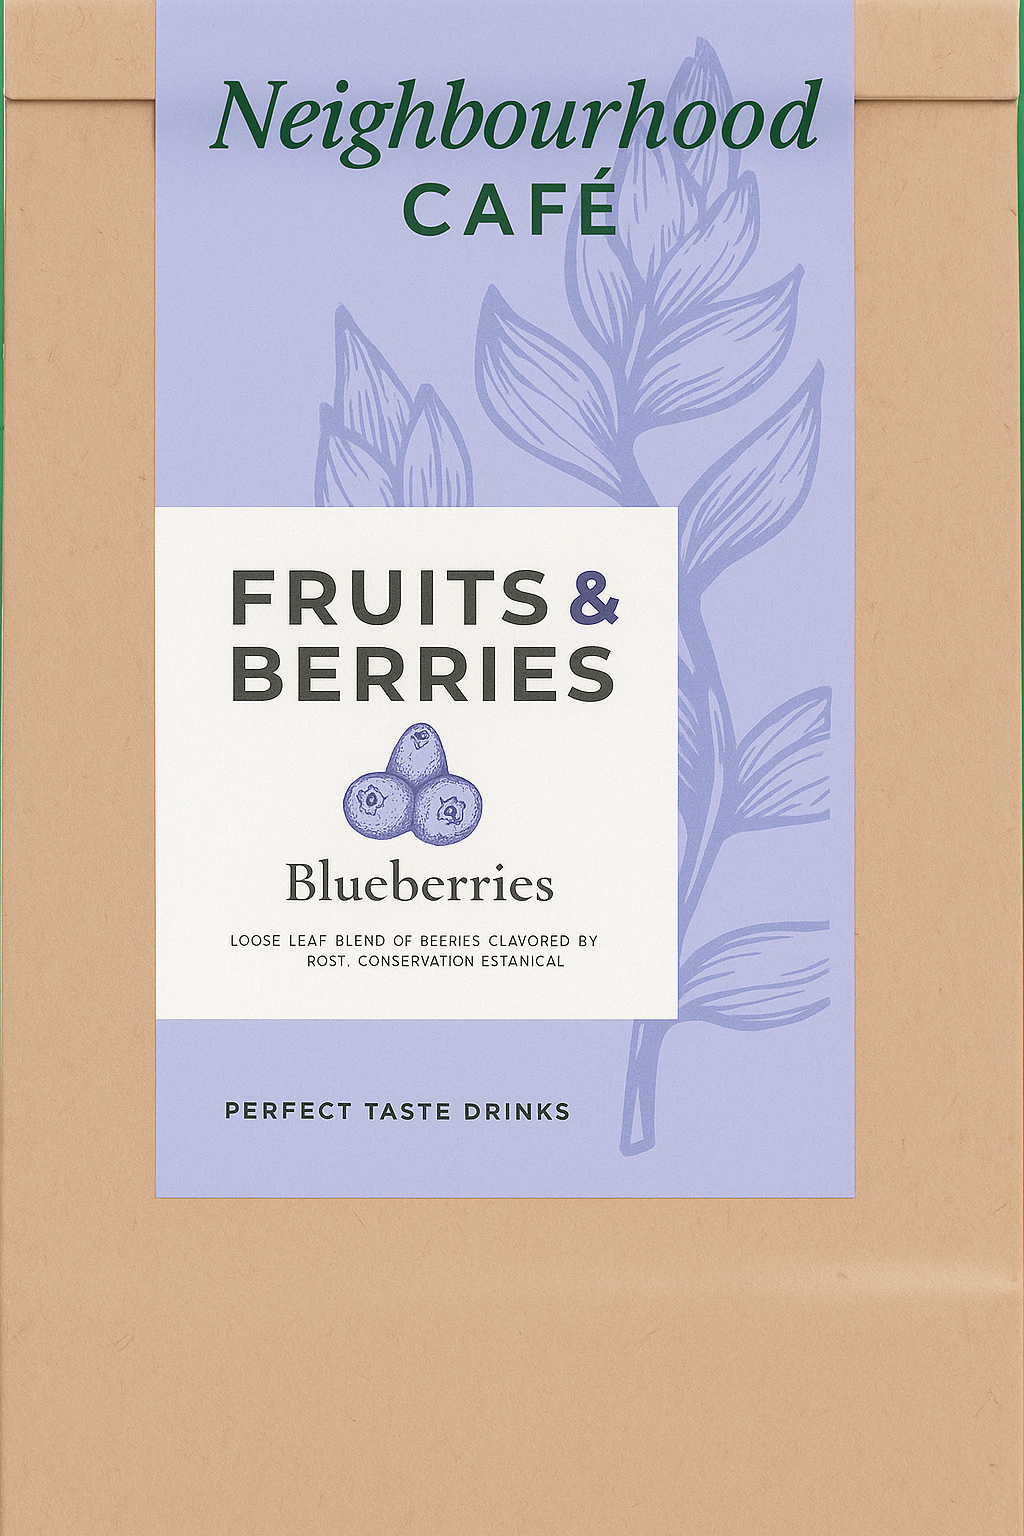 Neighbourhood
CAFÉ
FRUITS &
BERRIES
Blueberries
LOOSE LEAF BLEND OF BEERIES CLAVORED BY
ROST. CONSERVATION ESTANICAL
PERFECT TASTE DRINKS